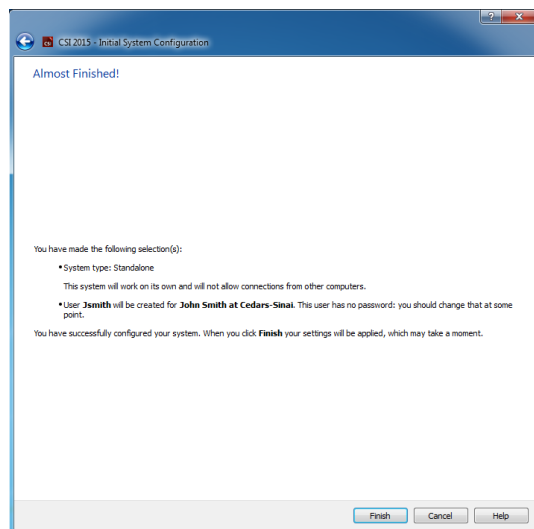 ?
CSI 2015 - Initial System Configuration
Almost Finished!
You have made the following selection(s):
•System type: Standalone
This system will work on its own and will not allow connections from other computers.
•User Jsmith will be created for John Smith at Cedars-Sinai. This user has no password: you should change that at some
point.
You have successfully configured your system. When you click Finish your settings will be applied, which may take a moment.
Finish Cancel Help